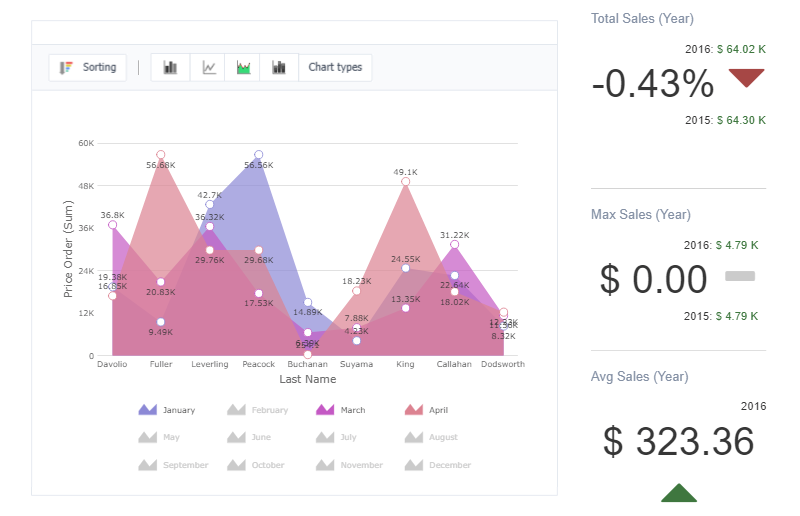 Total Sales (Year)
2016: $ 64.02 K
-0.43%
2015: $ 64.30 K
Max Sales (Year)
2016: $ 4.79 K
$ 0.00
2015: $ 4.79 K
Avg Sales (Year)
2016
$ 323.36
Sorting
Chart types
Price Order (Sum)
60K
48K
36K
24K
12K
0
56.68K
56.56K
49.1K
42.7K
36.8K
36.32K
31.22K
29.76K
29.68K
24.55K
22.64K
19.38K
16.85K
20.83K
18.23K
18.02K
17.53K
14.89K
13.35K
9.49K
7.88K
4.23K
8.32K
Davolio
Fuller
Leverling
Peacock
Buchanan
Suyama
King
Callahan
Dodsworth
Last Name
January
February
March
April
May
June
July
August
September
October
November
December